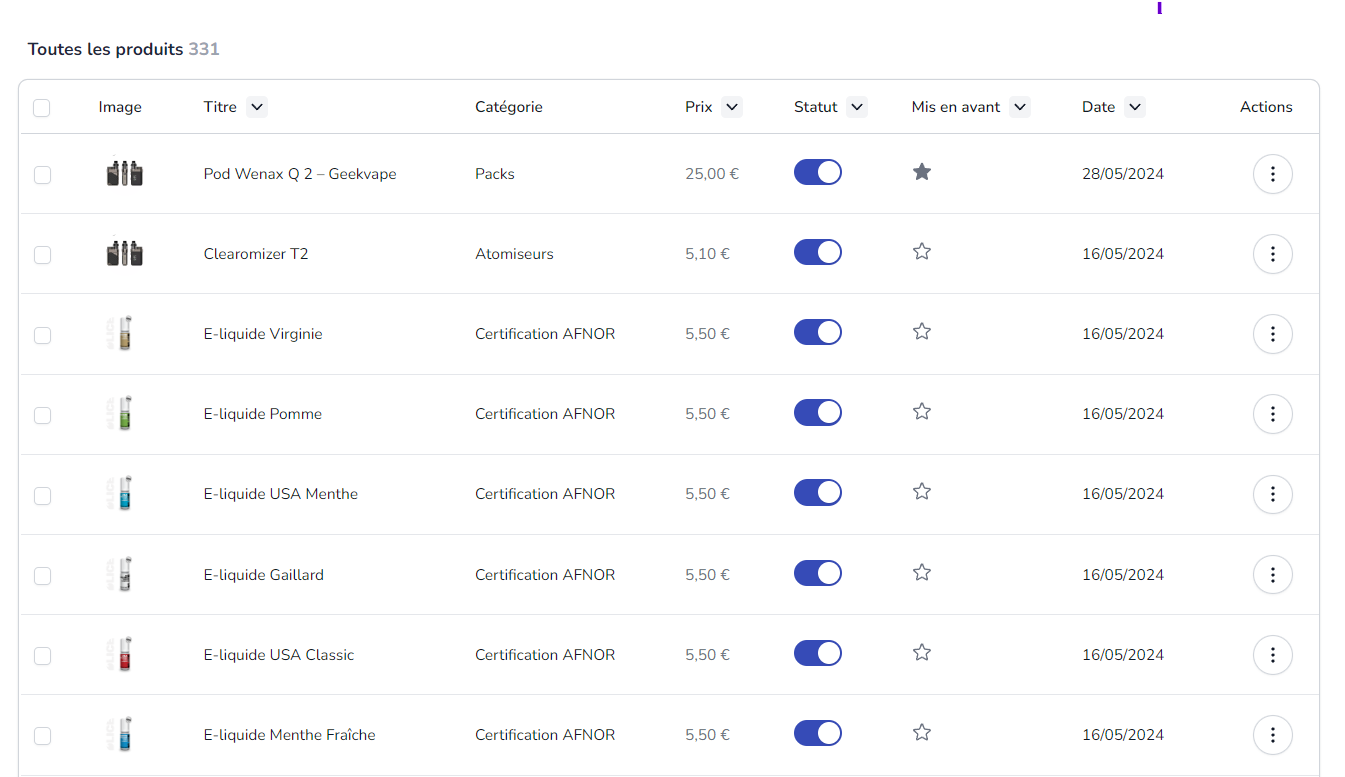 Toutes les produits 331
Image Titre Catégorie Prix Statut Mis en avant Date Actions
Pod Wenax Q 2 – Geekvape Packs 25,00 € 28/05/2024
Clearomizer T2 Atomiseurs 5,10 € 16/05/2024
E-liquide Virginie Certification AFNOR 5,50 € 16/05/2024
E-liquide Pomme Certification AFNOR 5,50 € 16/05/2024
E-liquide USA Menthe Certification AFNOR 5,50 € 16/05/2024
E-liquide Gaillard Certification AFNOR 5,50 € 16/05/2024
E-liquide USA Classic Certification AFNOR 5,50 € 16/05/2024
E-liquide Menthe Fraîche Certification AFNOR 5,50 € 16/05/2024